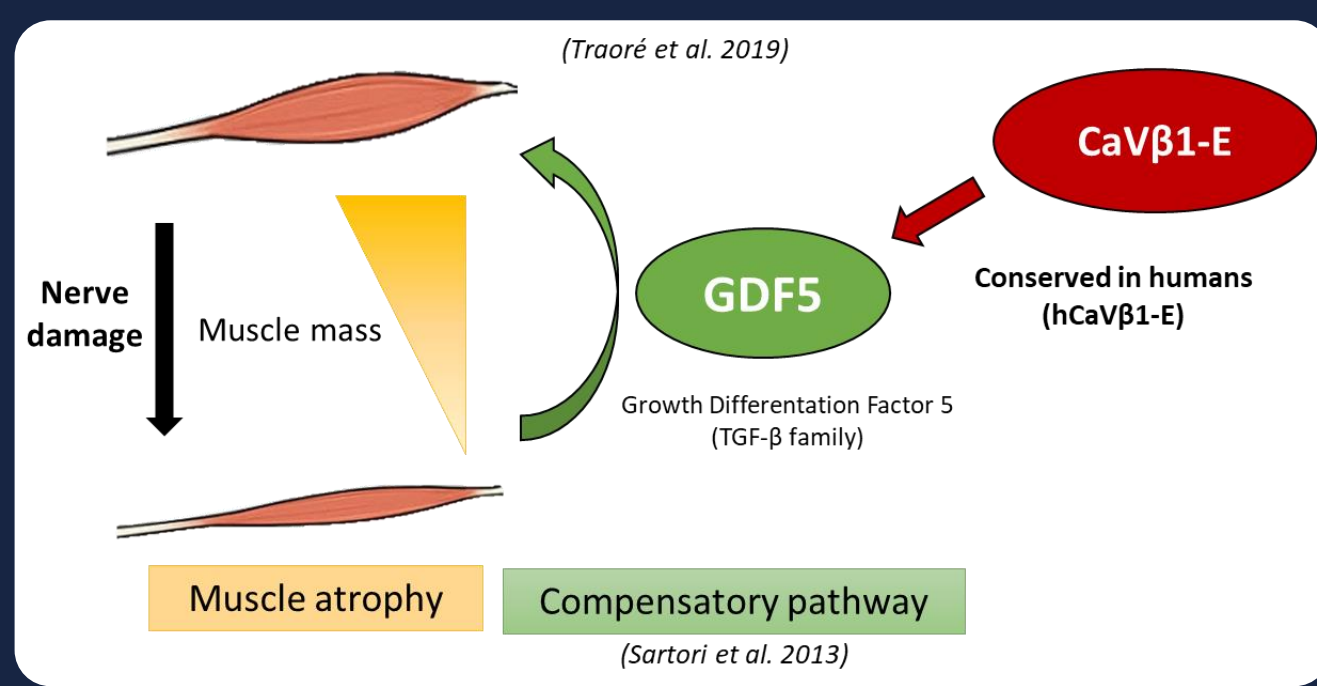 (Traoré et al. 2019)
CaVβ1-E
GDF5
Conserved in humans
(hCaVβ1-E)
Nerve
damage
Muscle mass
Growth Differentation Factor 5
(TGF-β family)
Muscle atrophy
Compensatory pathway
(Sartori et al. 2013)